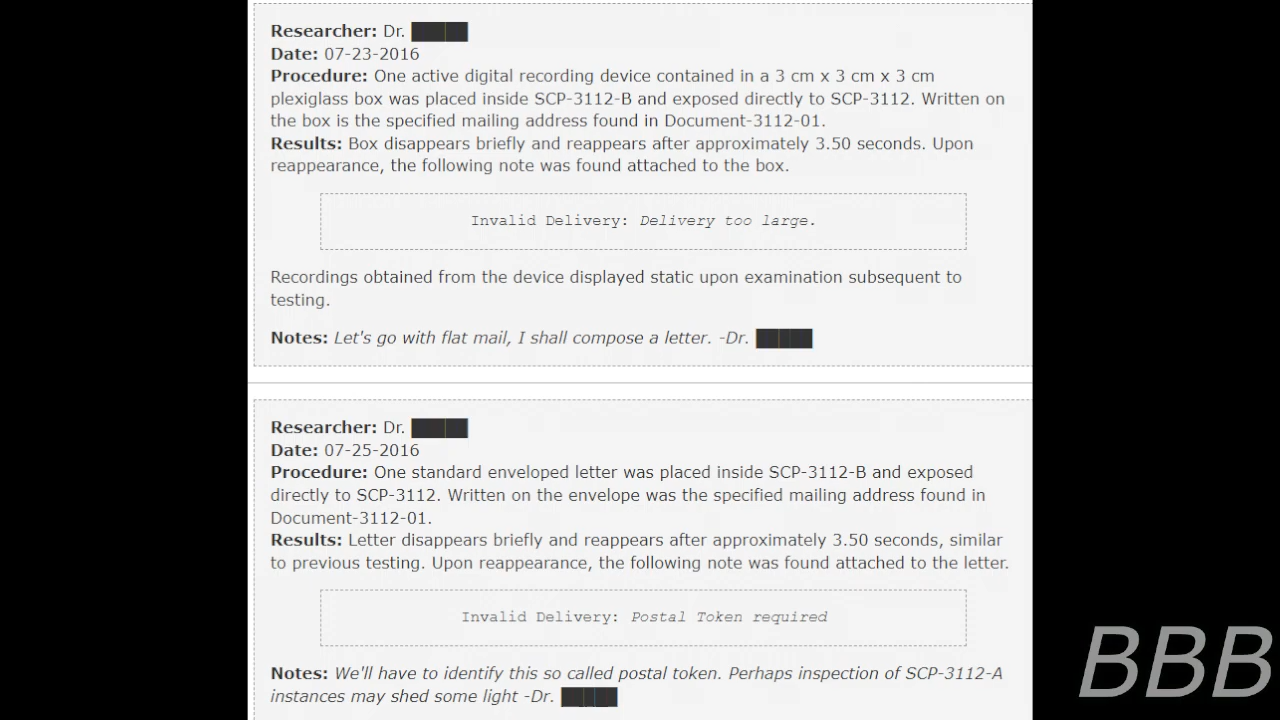 Researcher: Dr. █████
Date: 07-23-2016
Procedure: One active digital recording device contained in a 3 cm x 3 cm x 3 cm
plexiglass box was placed inside SCP-3112-B and exposed directly to SCP-3112. Written on
the box is the specified mailing address found in Document-3112-01.
Results: Box disappears briefly and reappears after approximately 3.50 seconds. Upon
reappearance, the following note was found attached to the box.
Invalid Delivery: Delivery too large.
Recordings obtained from the device displayed static upon examination subsequent to
testing.
Notes: Let's go with flat mail, I shall compose a letter. -Dr. █████
Researcher: Dr. █████
Date: 07-25-2016
Procedure: One standard enveloped letter was placed inside SCP-3112-B and exposed
directly to SCP-3112. Written on the envelope was the specified mailing address found in
Document-3112-01.
Results: Letter disappears briefly and reappears after approximately 3.50 seconds, similar
to previous testing. Upon reappearance, the following note was found attached to the letter.
Invalid Delivery: Postal Token required
Notes: We'll have to identify this so called postal token. Perhaps inspection of SCP-3112-A
instances may shed some light -Dr. █████
BBB